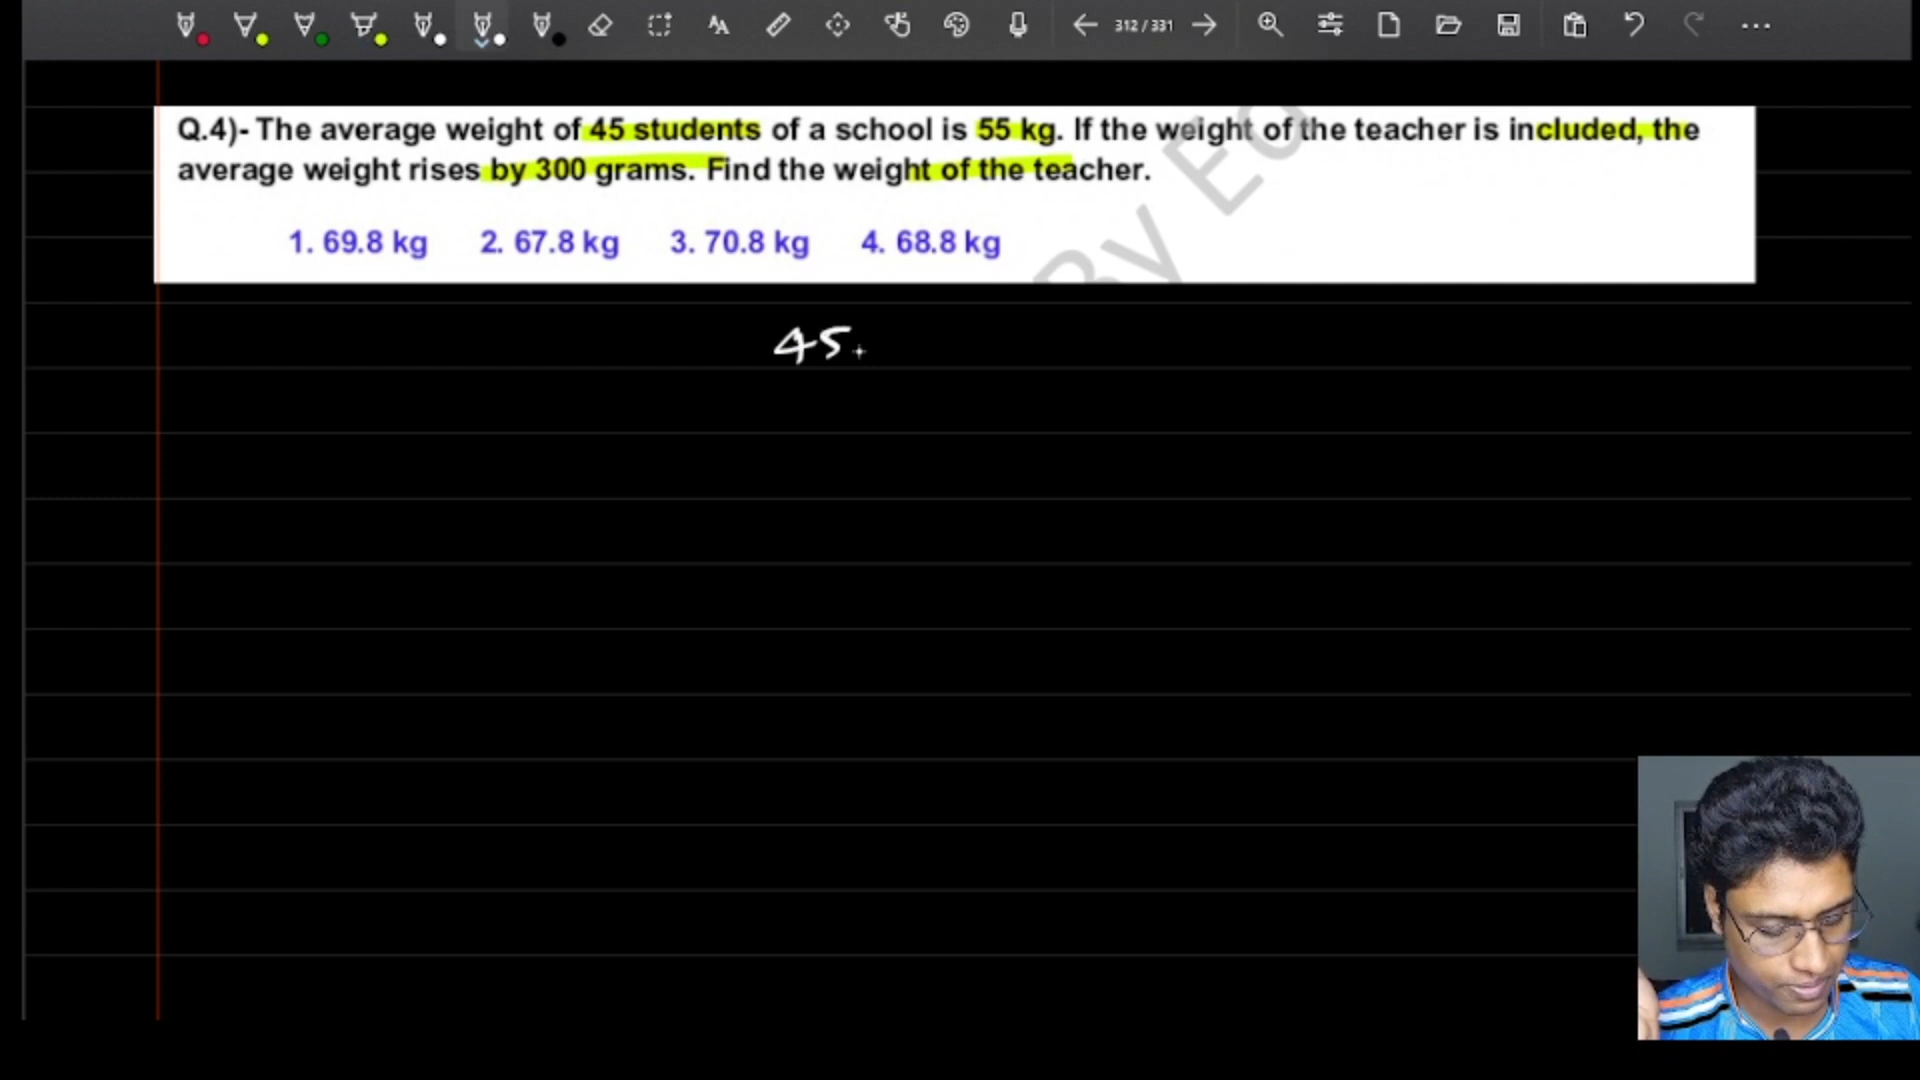 312 / 331
Q.4)- The average weight of 45 students of a school is 55 kg. If the weight of the teacher is included, the
average weight rises by 300 grams. Find the weight of the teacher.
1. 69.8 kg 2. 67.8 kg 3. 70.8 kg 4. 68.8 kg
By Ed
45